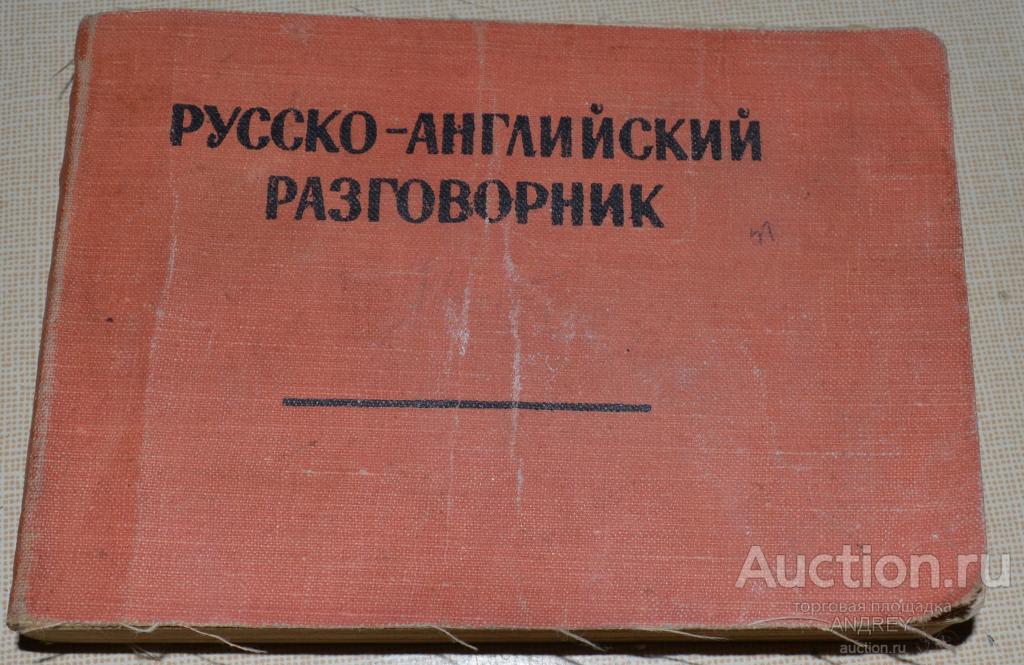 РУССКО-АНГЛИЙСКИЙ
РАЗГОВОРНИК
Auction.ru
торговая площадка
ANDREY
auction.ru